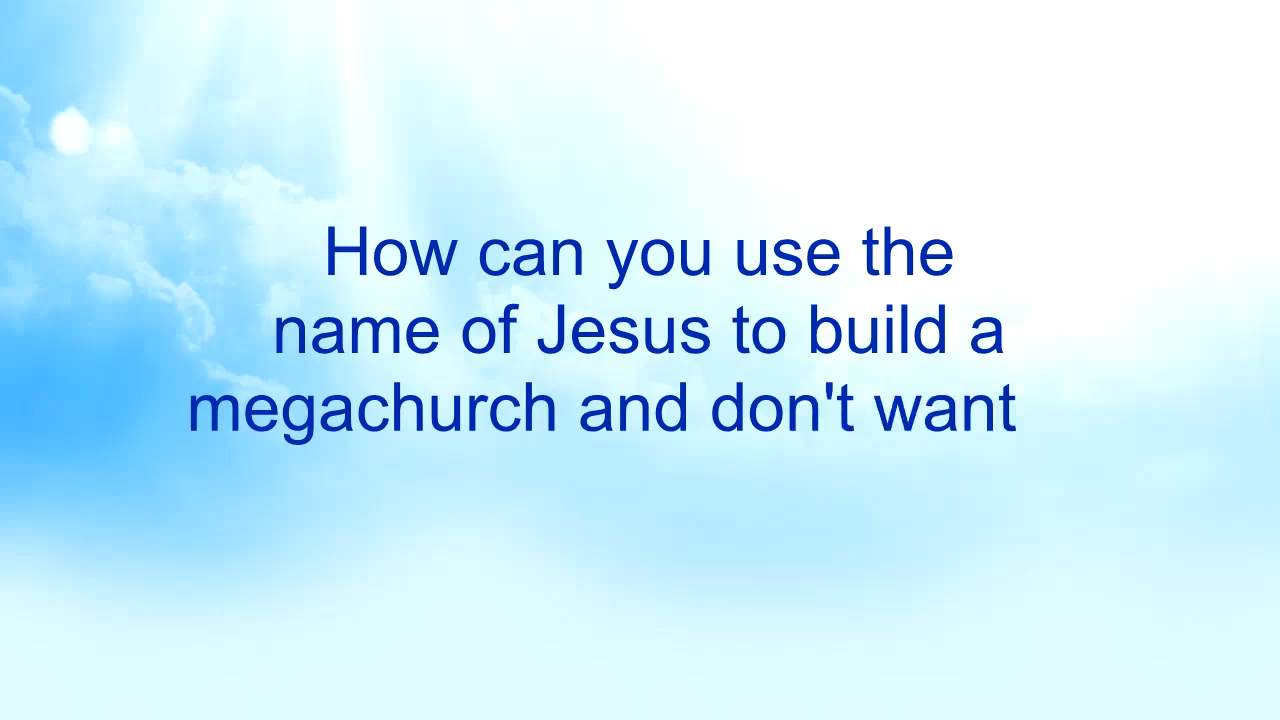 How can you use the
name of Jesus to build a
megachurch and don't want